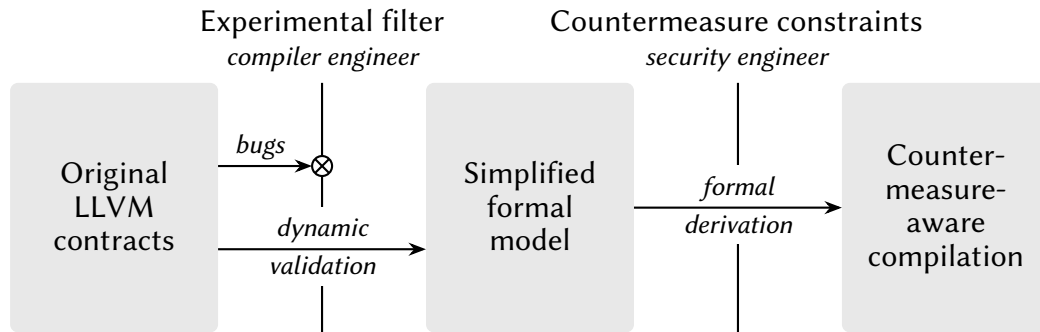 Experimental filter
compiler engineer
Countermeasure constraints
security engineer
Original
LLVM
contracts
bugs
dynamic
validation
Simplified
formal
model
formal
derivation
Counter-
measure-
aware
compilation